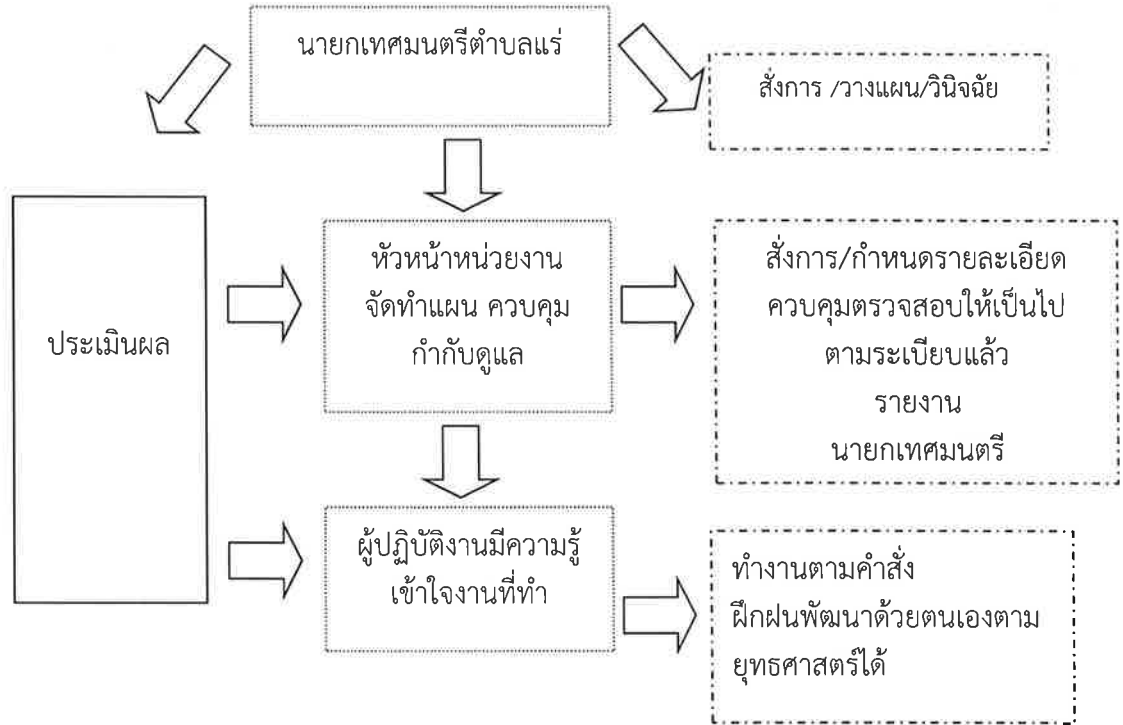 นายกเทศมนตรีตำบลแร่
สั่งการ /วางแผน/วินิจฉัย
ประเมินผล
หัวหน้าหน่วยงาน
จัดทำแผน ควบคุม
กำกับดูแล
สั่งการ/กำหนดรายละเอียด
ควบคุมตรวจสอบให้เป็นไป
ตามระเบียบแล้ว
รายงาน
นายกเทศมนตรี
ผู้ปฏิบัติงานมีความรู้
เข้าใจงานที่ทำ
ทำงานตามคำสั่ง
ฝึกฝนพัฒนาด้วยตนเองตาม
ยุทธศาสตร์ได้